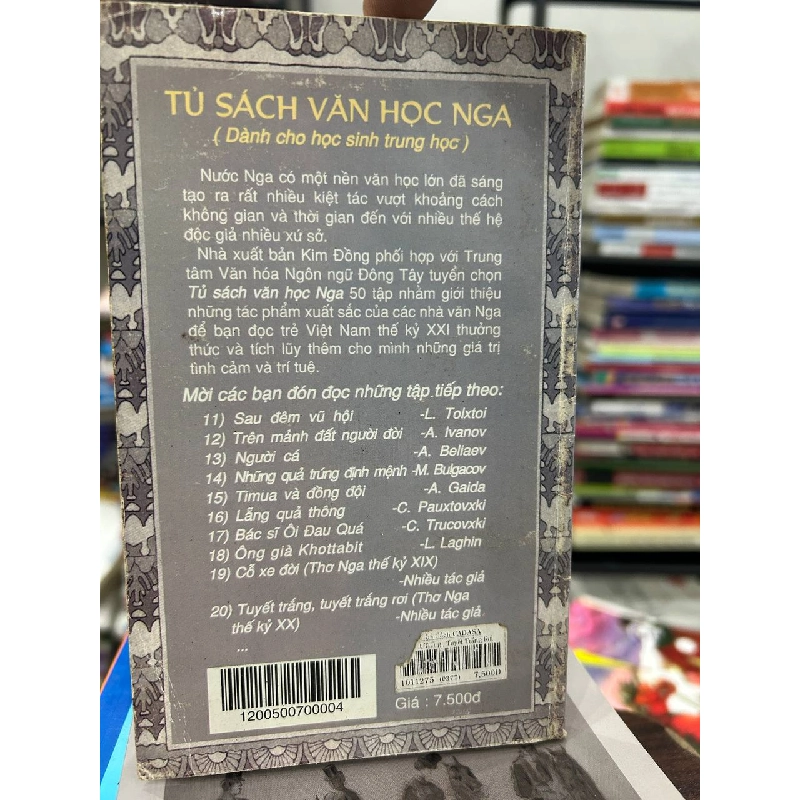 TỦ SÁCH VĂN HỌC NGA
( Dành cho học sinh trung học )
Nước Nga có một nền văn học lớn đã sáng
tạo ra rất nhiều kiệt tác vượt khoảng cách
không gian và thời gian đến với nhiều thế hệ
độc giả nhiều xứ sở.
Nhà xuất bản Kim Đồng phối hợp với Trung
tâm Văn hóa Ngôn ngữ Đông Tây tuyển chọn
Tủ sách văn học Nga 50 tập nhằm giới thiệu
những tác phẩm xuất sắc của các nhà văn Nga
để bạn đọc trẻ Việt Nam thế kỷ XXI thưởng
thức và tích lũy thêm cho mình những giá trị
tình cảm và trí tuệ.
Mời các bạn đón đọc những tập tiếp theo:
11) Sau đêm vũ hội -L. Tolxtoi
12) Trên mảnh đất người đời -A. Ivanov
13) Người cá -A. Beliaev
14) Những quả trứng định mệnh -M. Bulgacov
15) Timua và đồng đội -A. Gaida
16) Lẵng quả thông -C. Pauxtovxki
17) Bác sĩ Ôi Đau Quá -C. Trucovxki
18) Ông già Khottabit -L. Laghin
19) Cỗ xe đời (Thơ Nga thế kỷ XIX)
-Nhiều tác giả
20) Tuyết trắng, tuyết trắng rơi (Thơ Nga
thế kỷ XX) -Nhiều tác giả
...
1200500700004
1011275 (0377) 7.500Đ
Giá : 7.500đ